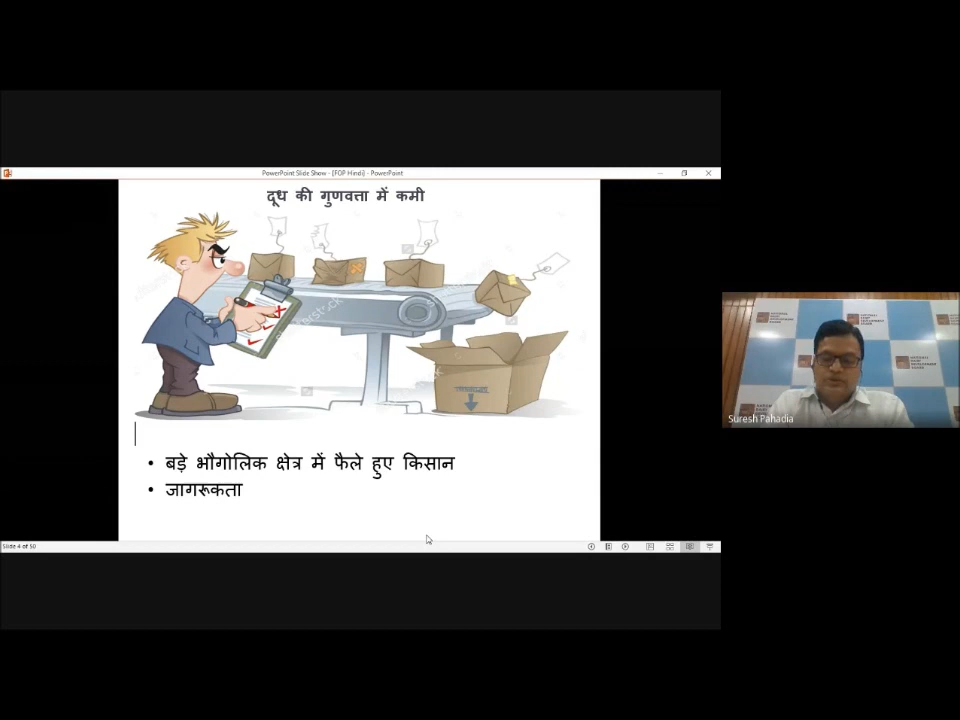 PowerPoint Slide Show - [FOP Hindi] - PowerPoint
दूध की गुणवत्ता में कमी
• बड़े भौगोलिक क्षेत्र में फैले हुए किसान
• जागरूकता
Slide 4 of 50
Suresh Pahadia